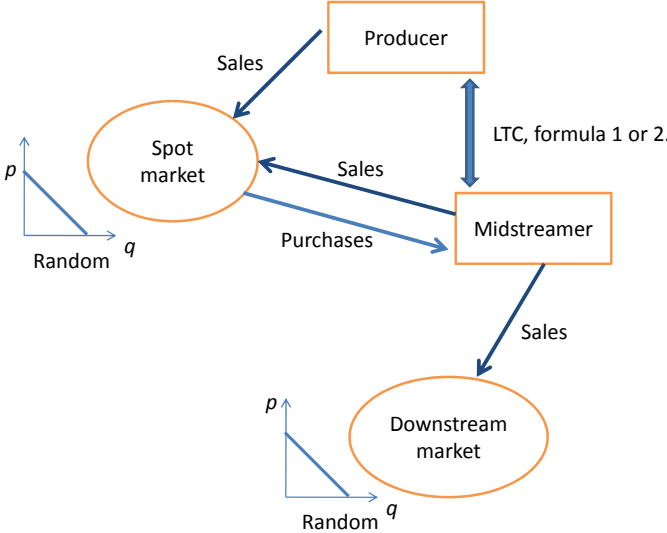 Producer
Sales
LTC, formula 1 or 2.
Spot
market
p
Sales
Midstreamer
Purchases
q
Random
Sales
p
Downstream
market
q
Random